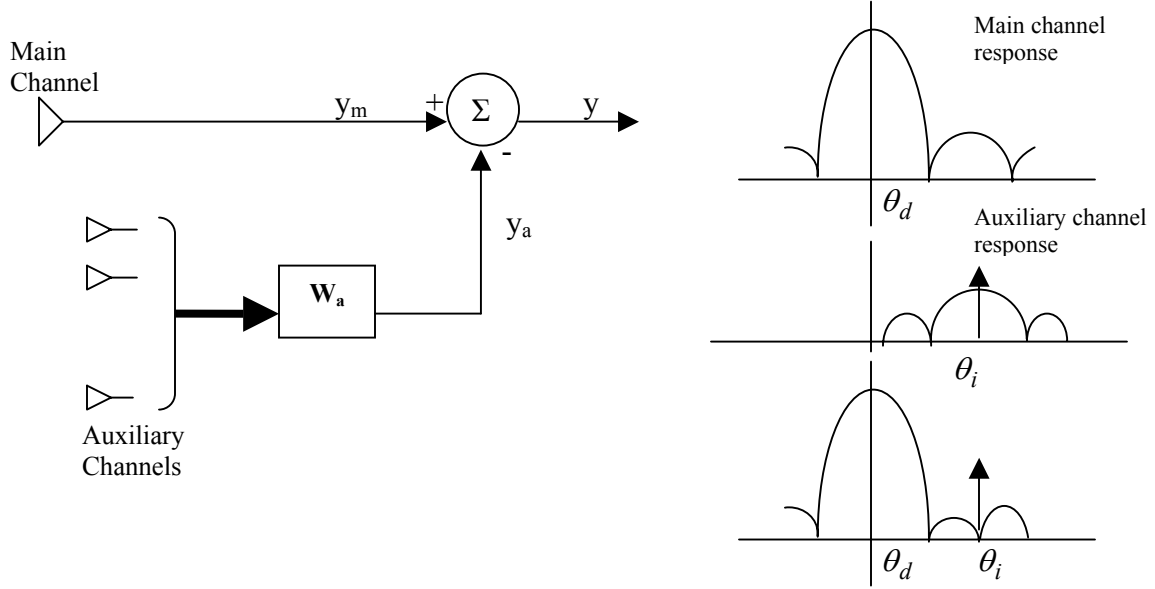 Main
Channel
y_m
+
Σ
y
-
y_a
W_a
Auxiliary
Channels
Main channel
response
θ_d
Auxiliary channel
response
θ_i
θ_d
θ_i